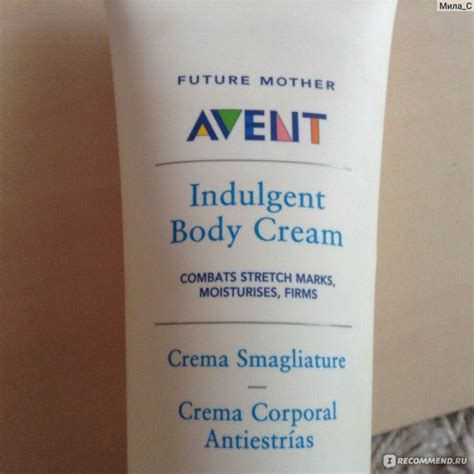 Мила_С
FUTURE MOTHER
AVENT
Indulgent
Body Cream
COMBATS STRETCH MARKS,
MOISTURISES, FIRMS
Crema Smagliature
—
Crema Corporal
Antiestrías
I RECOMMEND.RU